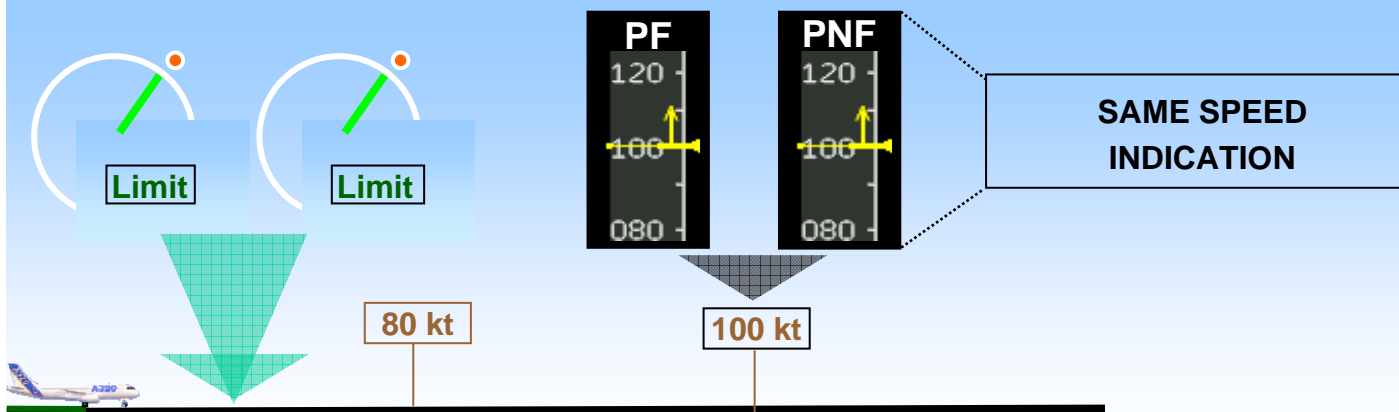 PF
PNF
120
100
080
120
100
080
SAME SPEED
INDICATION
Limit
Limit
80 kt
100 kt
A320